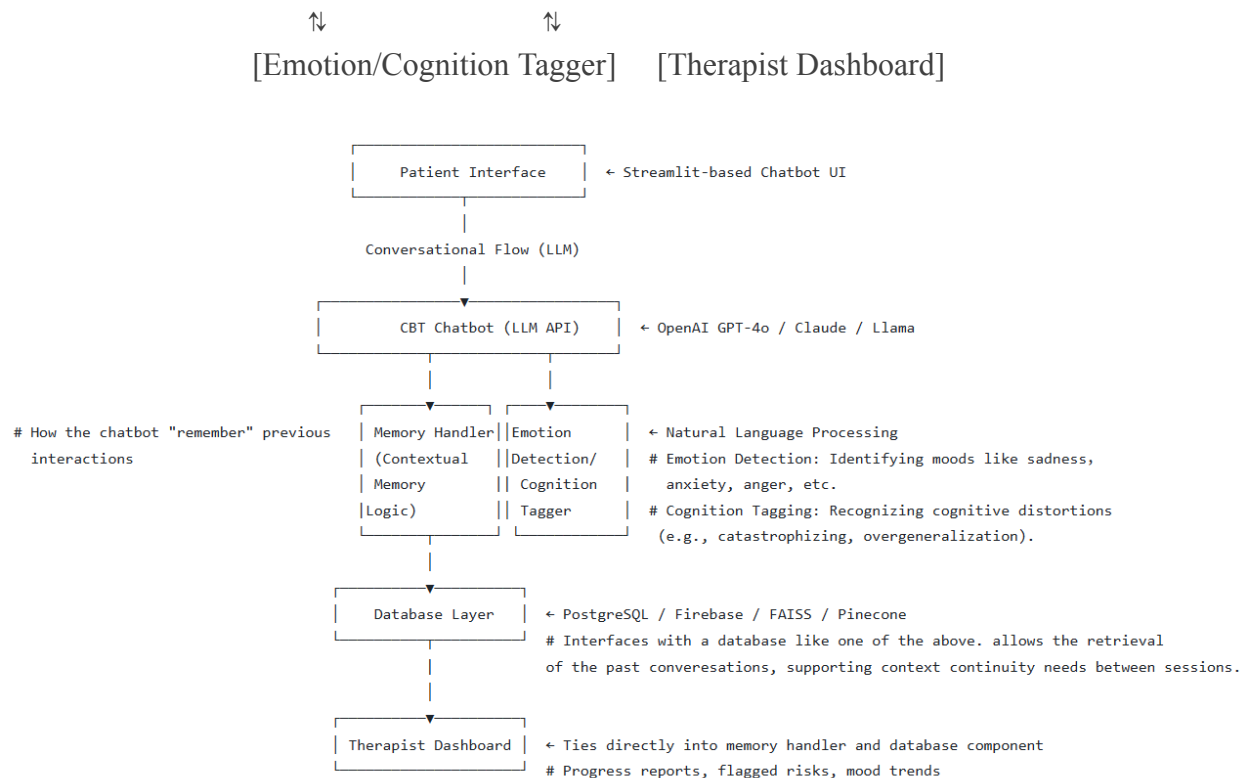 ⇅ ⇅
[Emotion/Cognition Tagger] [Therapist Dashboard]
Patient Interface ← Streamlit-based Chatbot UI
Conversational Flow (LLM)
CBT Chatbot (LLM API) ← OpenAI GPT-4o / Claude / Llama
# How the chatbot "remember" previous Memory Handler Emotion ← Natural Language Processing
interactions (Contextual Detection/ # Emotion Detection: Identifying moods like sadness,
Memory Cognition anxiety, anger, etc.
Logic) Tagger # Cognition Tagging: Recognizing cognitive distortions
(e.g., catastrophizing, overgeneralization).
Database Layer ← PostgreSQL / Firebase / FAISS / Pinecone
# Interfaces with a database like one of the above. allows the retrieval
of the past converesations, supporting context continuity needs between sessions.
Therapist Dashboard ← Ties directly into memory handler and database component
# Progress reports, flagged risks, mood trends